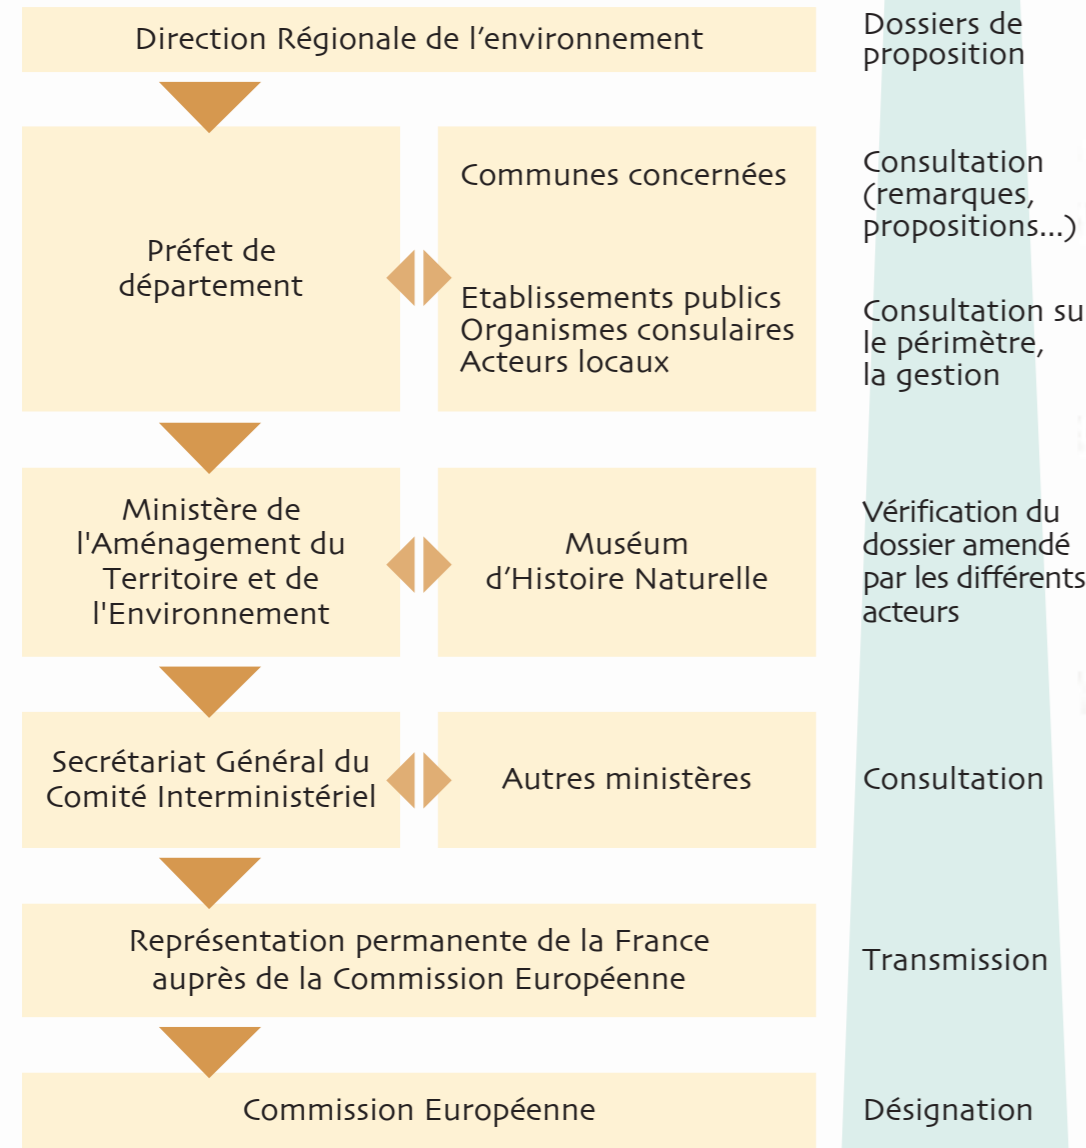 Direction Régionale de l'environnement
Dossiers de
proposition
Préfet de
département
Communes concernées
Etablissements publics
Organismes consulaires
Acteurs locaux
Consultation
(remarques,
propositions...)
Consultation su
le périmètre,
la gestion
Ministère de
l'Aménagement du
Territoire et de
l'Environnement
Muséum
d'Histoire Naturelle
Vérification du
dossier amendé
par les différents
acteurs
Secrétariat Général du
Comité Interministériel
Autres ministères
Consultation
Représentation permanente de la France
auprès de la Commission Européenne
Transmission
Commission Européenne
Désignation